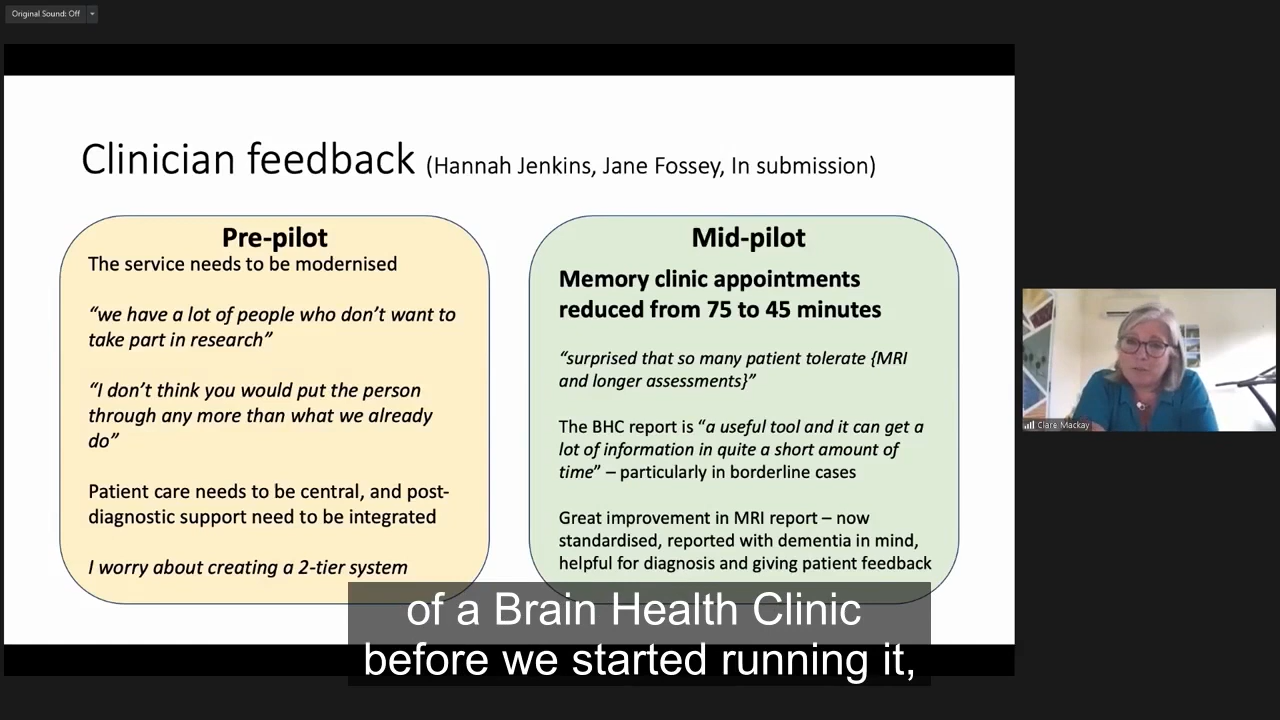 Original Sound: Off
Clinician feedback (Hannah Jenkins, Jane Fossey, In submission)
Pre-pilot
The service needs to be modernised
“we have a lot of people who don’t want to
take part in research”
“I don’t think you would put the person
through any more than what we already
do”
Patient care needs to be central, and post-
diagnostic support need to be integrated
I worry about creating a 2-tier system
Mid-pilot
Memory clinic appointments
reduced from 75 to 45 minutes
“surprised that so many patient tolerate {MRI
and longer assessments}”
The BHC report is “a useful tool and it can get a
lot of information in quite a short amount of
time” – particularly in borderline cases
Great improvement in MRI report – now
standardised, reported with dementia in mind,
helpful for diagnosis and giving patient feedback
Clare Mackay
of a Brain Health Clinic
before we started running it,